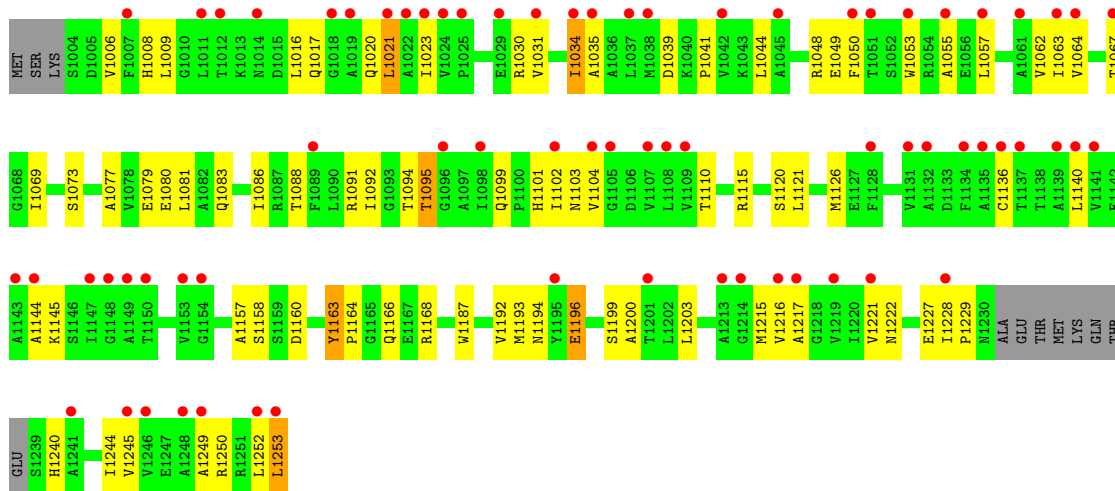 MET SER LYS S1004 D1005 V1006 F1007 H1008 L1009 G1010 L1011 T1012 K1013 N1014 D1015 L1016 Q1017 G1018 A1019 Q1020 L1021 A1022 I1023 V1024 P1025 E1029 R1030 V1031 I1034 A1035 A1036 L1037 M1038 D1039 K1040 P1041 V1042 K1043 L1044 A1045 R1048 E1049 F1050 T1051 S1052 W1053 R1054 A1055 E1056 L1057 A1061 V1062 I1063 V1064 T1067
G1068 I1069 S1073 A1077 V1078 E1079 E1080 L1081 A1082 Q1083 I1086 R1087 T1088 F1089 L1090 R1091 I1092 G1093 T1094 T1095 G1096 A1097 I1098 Q1099 P1100 H1101 I1102 N1103 V1104 G1105 D1106 V1107 L1108 V1109 T1110 R1115 S1120 L1121 M1126 E1127 F1128 V1131 A1132 D1133 F1134 A1135 C1136 T1137 T1138 A1139 L1140 V1141 E1142
A1143 A1144 K1145 S1146 I1147 G1148 A1149 T1150 V1153 G1154 A1157 S1158 S1159 D1160 Y1163 P1164 G1165 Q1166 E1167 R1168 W1187 V1192 M1193 N1194 Y1195 E1196 S1199 A1200 T1201 L1202 L1203 A1213 G1214 M1215 V1216 A1217 G1218 V1219 I1220 V1221 N1222 E1227 I1228 P1229 N1230 ALA GLU THR MET LYS GLN THR
GLU S1239 H1240 A1241 I1244 V1245 V1246 E1247 A1248 A1249 R1250 R1251 L1252 L1253